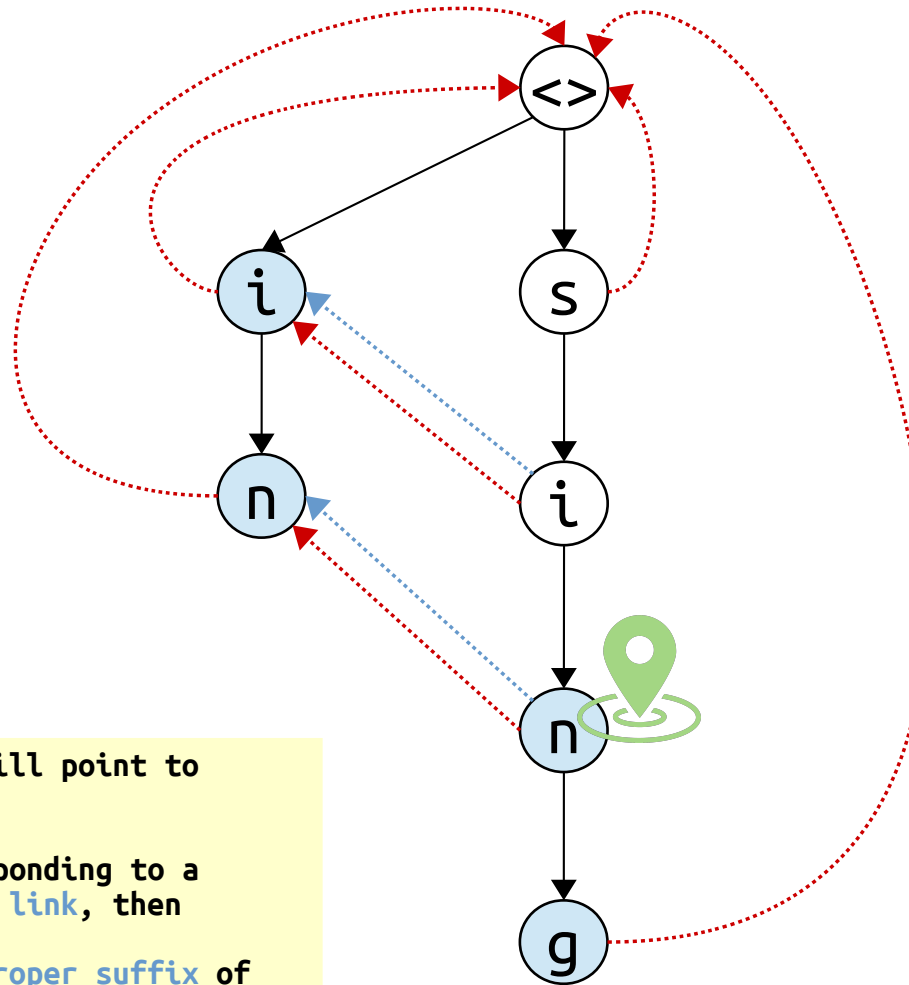 <>
i
s
n
i
n
g
ill point to
ponding to a
link, then
roper suffix of